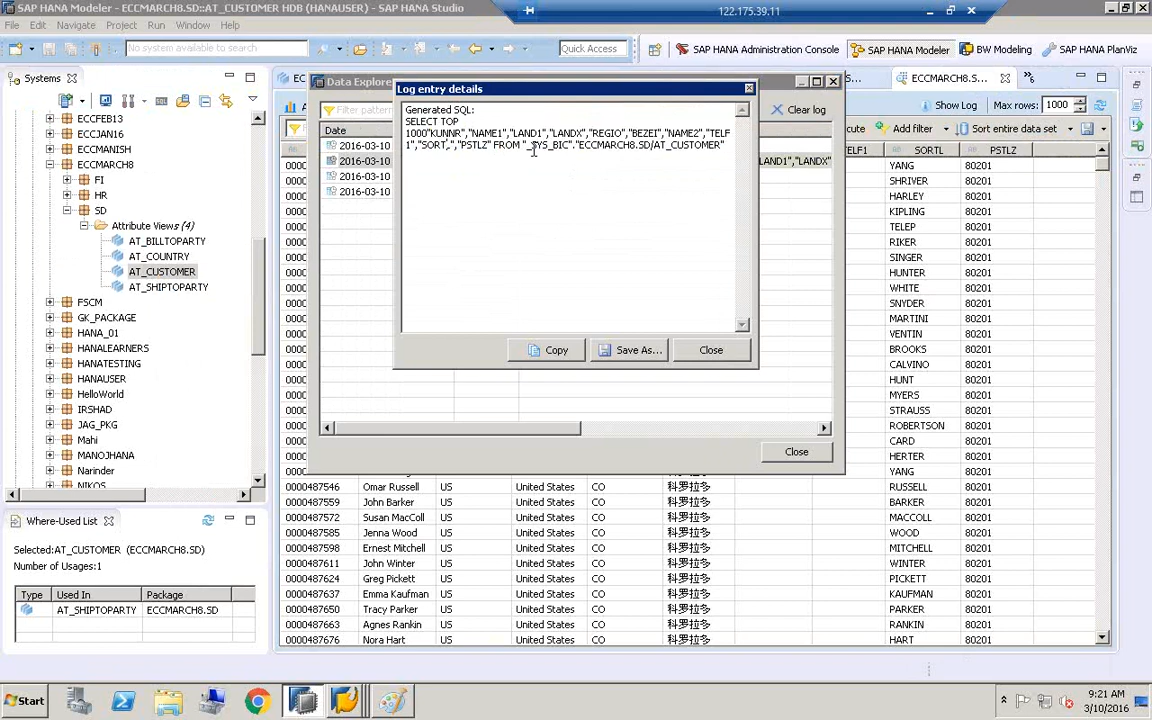 SAP HANA Modeler - ECCMARCH8.SD::AT_CUSTOMER HDB (HANAUSER) - SAP HANA Studio
122.175.39.11
File Edit Navigate Project Run Window Help
No system available to search
Quick Access
SAP HANA Administration Console
SAP HANA Modeler
BW Modeling
SAP HANA PlanViz
Systems
ECCFEB13
ECCJAN16
ECCMANISH
ECCMARCH8
FI
HR
SD
Attribute Views (4)
AT_BILLTOPARTY
AT_COUNTRY
AT_CUSTOMER
AT_SHIPTOPARTY
FSCM
GK_PACKAGE
HANA_01
HANALEARNERS
HANATESTING
HANAUSER
HelloWorld
IRSHAD
JAG_PKG
Mahi
MANOJHANA
Narinder
NIKOS
Where-Used List
Selected:AT_CUSTOMER (ECCMARCH8.SD)
Number of Usages:1
Type Used In Package
AT_SHIPTOPARTY ECCMARCH8.SD
Data Explore
Filter pattern
Clear log
Date
2016-03-10
2016-03-10
2016-03-10
2016-03-10
LAND1","LANDX"
Close
Log entry details
Generated SQL:
SELECT TOP
1000"KUNNR","NAME1","LAND1","LANDX","REGIO","BEZEI","NAME2","TELF
1","SORTL","PSTLZ" FROM "_SYS_BIC"."ECCMARCH8.SD/AT_CUSTOMER"
Copy
Save As...
Close
ECCMARCH8.S...
Show Log
Max rows: 1000
Add filter
Sort entire data set
TELF1 SORTL PSTLZ
YANG 80201
SHRIVER 80201
HARLEY 80201
KIPLING 80201
TELEP 80201
RIKER 80201
SINGER 80201
HUNTER 80201
WHITE 80201
SNYDER 80201
MARTINI 80201
VENTIN 80201
BROOKS 80201
CALVINO 80201
HUNT 80201
MYERS 80201
STRAUSS 80201
ROBERTSON 80201
CARD 80201
HERTER 80201
YANG 80201
0000487546 Omar Russell US United States CO 科罗拉多 RUSSELL 80201
0000487559 John Barker US United States CO 科罗拉多 BARKER 80201
0000487572 Susan MacColl US United States CO 科罗拉多 MACCOLL 80201
0000487585 Jenna Wood US United States CO 科罗拉多 WOOD 80201
0000487598 Ernest Mitchell US United States CO 科罗拉多 MITCHELL 80201
0000487611 John Winter US United States CO 科罗拉多 WINTER 80201
0000487624 Greg Pickett US United States CO 科罗拉多 PICKETT 80201
0000487637 Emma Kaufman US United States CO 科罗拉多 KAUFMAN 80201
0000487650 Tracy Parker US United States CO 科罗拉多 PARKER 80201
0000487663 Agnes Rankin US United States CO 科罗拉多 RANKIN 80201
0000487676 Nora Hart US United States CO 科罗拉多 HART 80201
Start
9:21 AM
3/10/2016